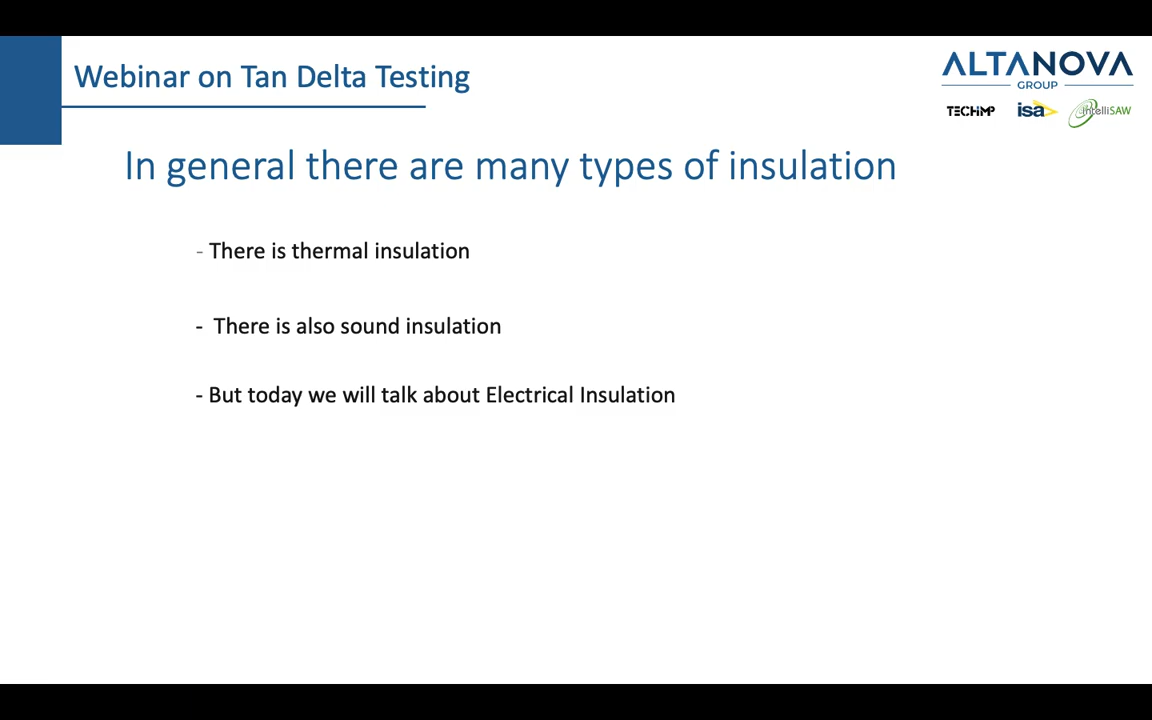 Webinar on Tan Delta Testing
ALTANOVA
GROUP
TECHIMP isa intelliSAW
In general there are many types of insulation
- There is thermal insulation
- There is also sound insulation
- But today we will talk about Electrical Insulation